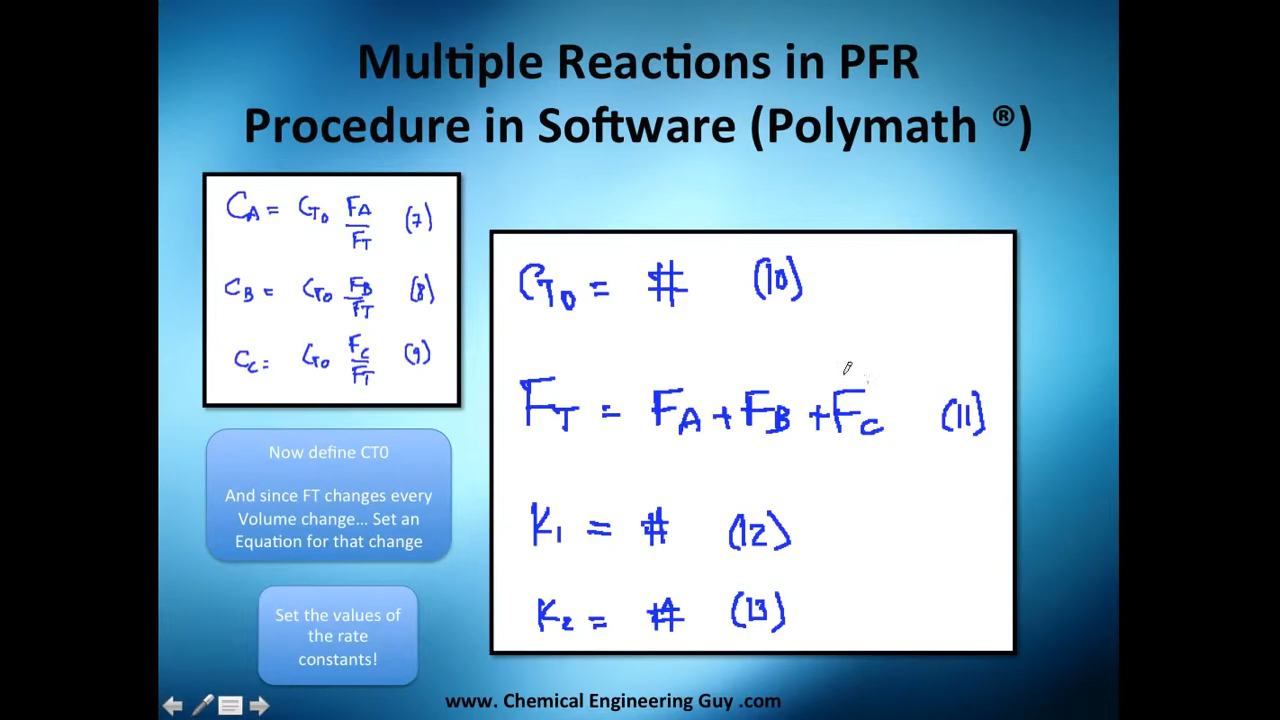 Multiple Reactions in PFR
Procedure in Software (Polymath ®)
CA = CT0 FA/FT (7)
CB = CT0 FB/FT (8)
CC = CT0 FC/FT (9)
Now define CT0
And since FT changes every
Volume change... Set an
Equation for that change
Set the values of
the rate
constants!
CT0 = # (10)
FT = FA + FB + FC (11)
K1 = # (12)
K2 = # (13)
www. Chemical Engineering Guy .com